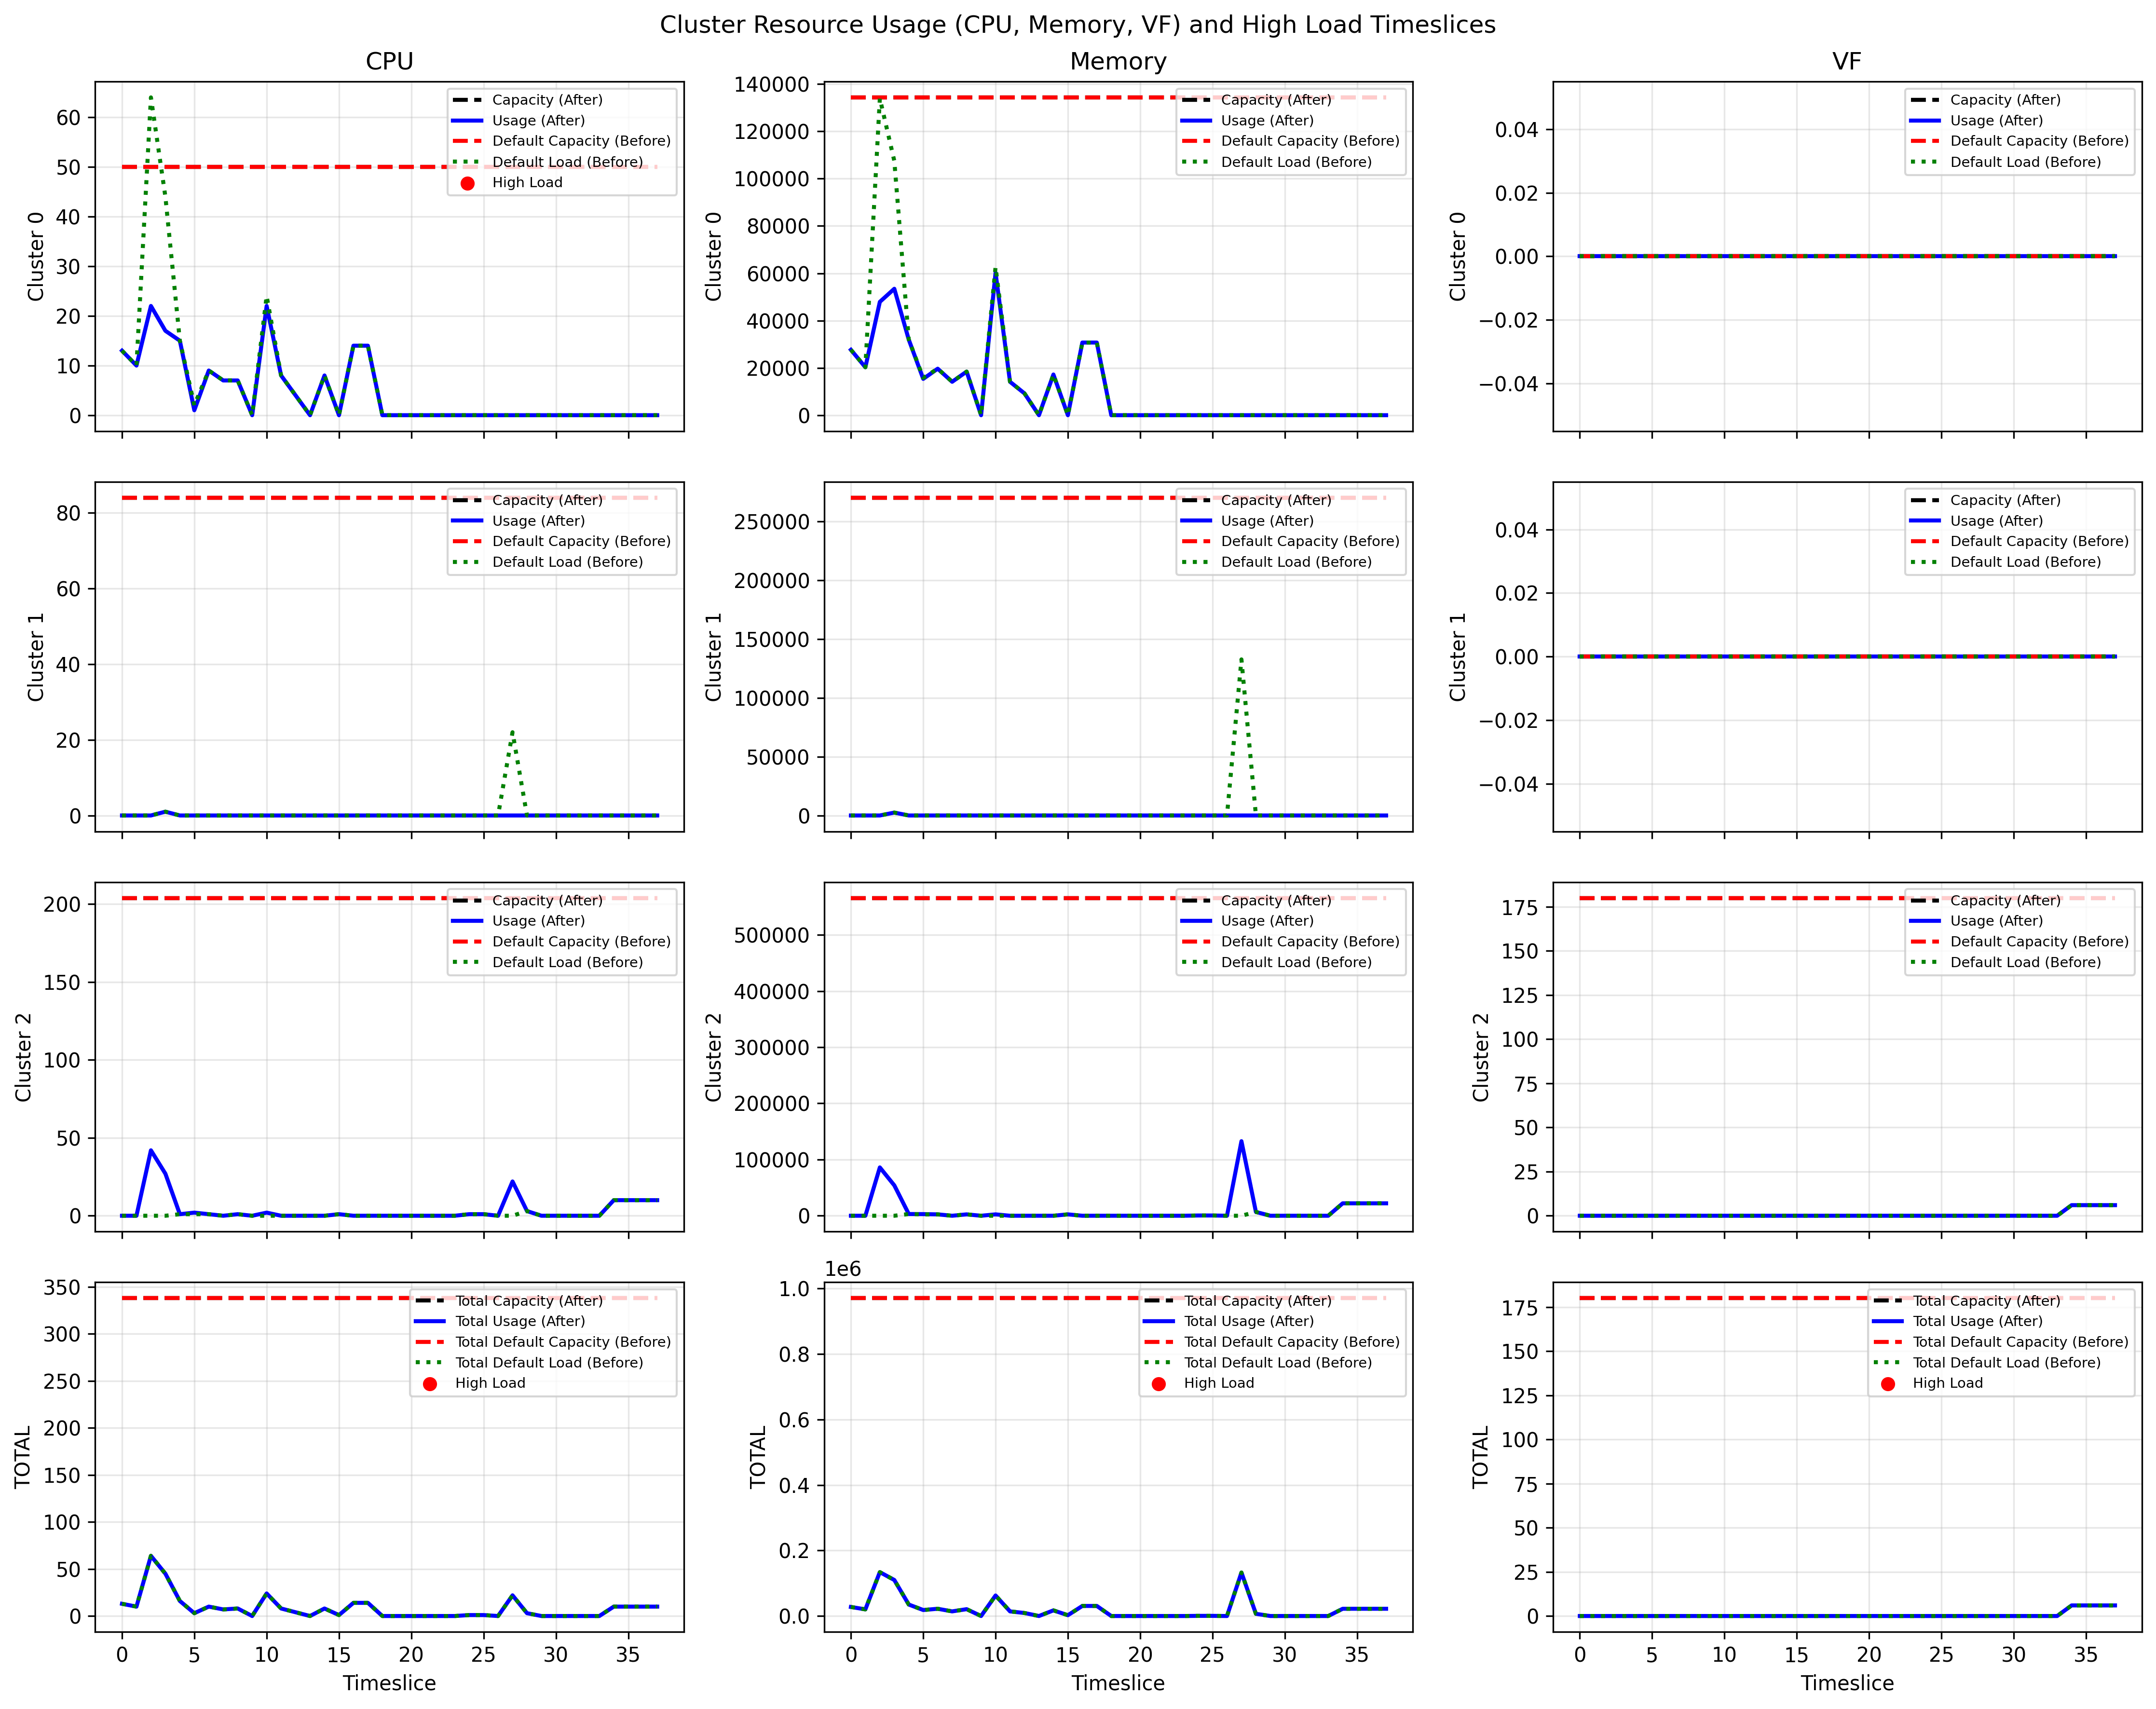 Cluster Resource Usage (CPU, Memory, VF) and High Load Timeslices
CPU
Cluster 0
60
50
40
30
20
10
0
Capacity (After)
Usage (After)
Default Capacity (Before)
Default Load (Before)
High Load
Memory
Cluster 0
140000
120000
100000
80000
60000
40000
20000
0
Capacity (After)
Usage (After)
Default Capacity (Before)
Default Load (Before)
VF
Cluster 0
0.04
0.02
0.00
−0.02
−0.04
Capacity (After)
Usage (After)
Default Capacity (Before)
Default Load (Before)
Cluster 1
80
60
40
20
0
Capacity (After)
Usage (After)
Default Capacity (Before)
Default Load (Before)
Cluster 1
250000
200000
150000
100000
50000
0
Capacity (After)
Usage (After)
Default Capacity (Before)
Default Load (Before)
Cluster 1
0.04
0.02
0.00
−0.02
−0.04
Capacity (After)
Usage (After)
Default Capacity (Before)
Default Load (Before)
Cluster 2
200
150
100
50
0
Capacity (After)
Usage (After)
Default Capacity (Before)
Default Load (Before)
Cluster 2
500000
400000
300000
200000
100000
0
Capacity (After)
Usage (After)
Default Capacity (Before)
Default Load (Before)
Cluster 2
175
150
125
100
75
50
25
0
Capacity (After)
Usage (After)
Default Capacity (Before)
Default Load (Before)
TOTAL
350
300
250
200
150
100
50
0
Total Capacity (After)
Total Usage (After)
Total Default Capacity (Before)
Total Default Load (Before)
High Load
0 5 10 15 20 25 30 35
Timeslice
1e6
TOTAL
1.0
0.8
0.6
0.4
0.2
0.0
Total Capacity (After)
Total Usage (After)
Total Default Capacity (Before)
Total Default Load (Before)
High Load
0 5 10 15 20 25 30 35
Timeslice
TOTAL
175
150
125
100
75
50
25
0
Total Capacity (After)
Total Usage (After)
Total Default Capacity (Before)
Total Default Load (Before)
High Load
0 5 10 15 20 25 30 35
Timeslice